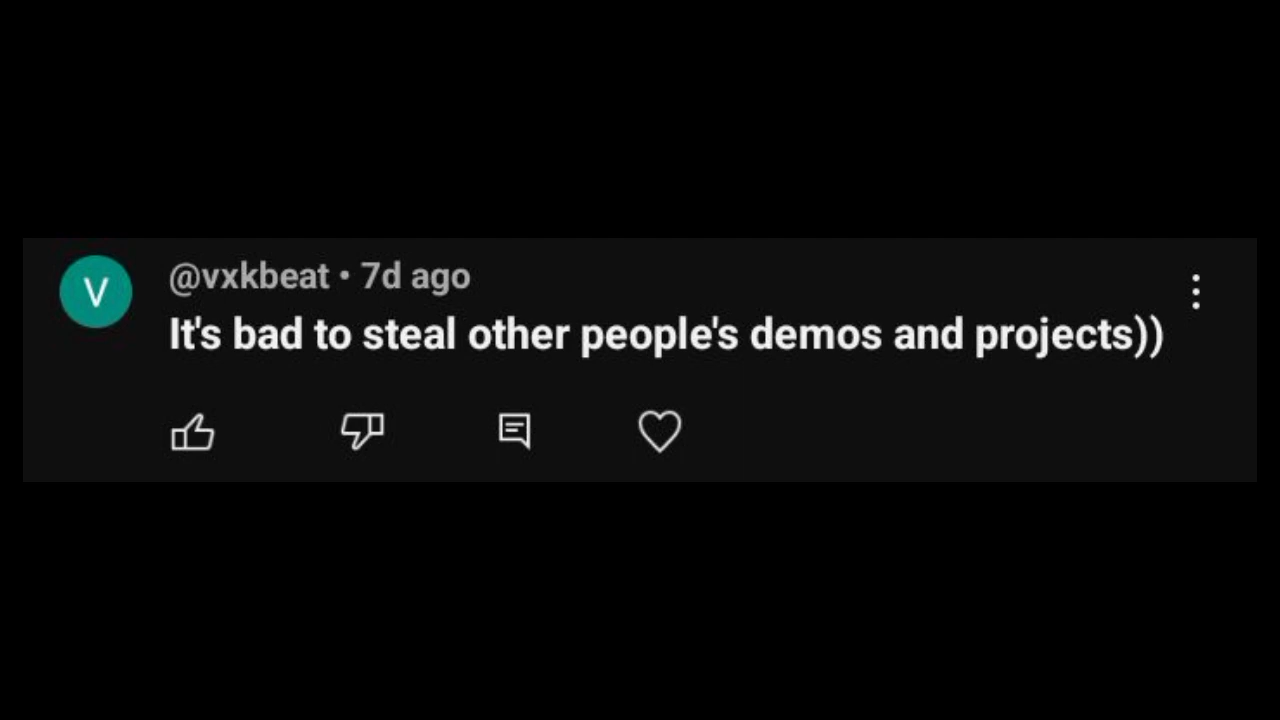 V
@vxkbeat • 7d ago
It's bad to steal other people's demos and projects))